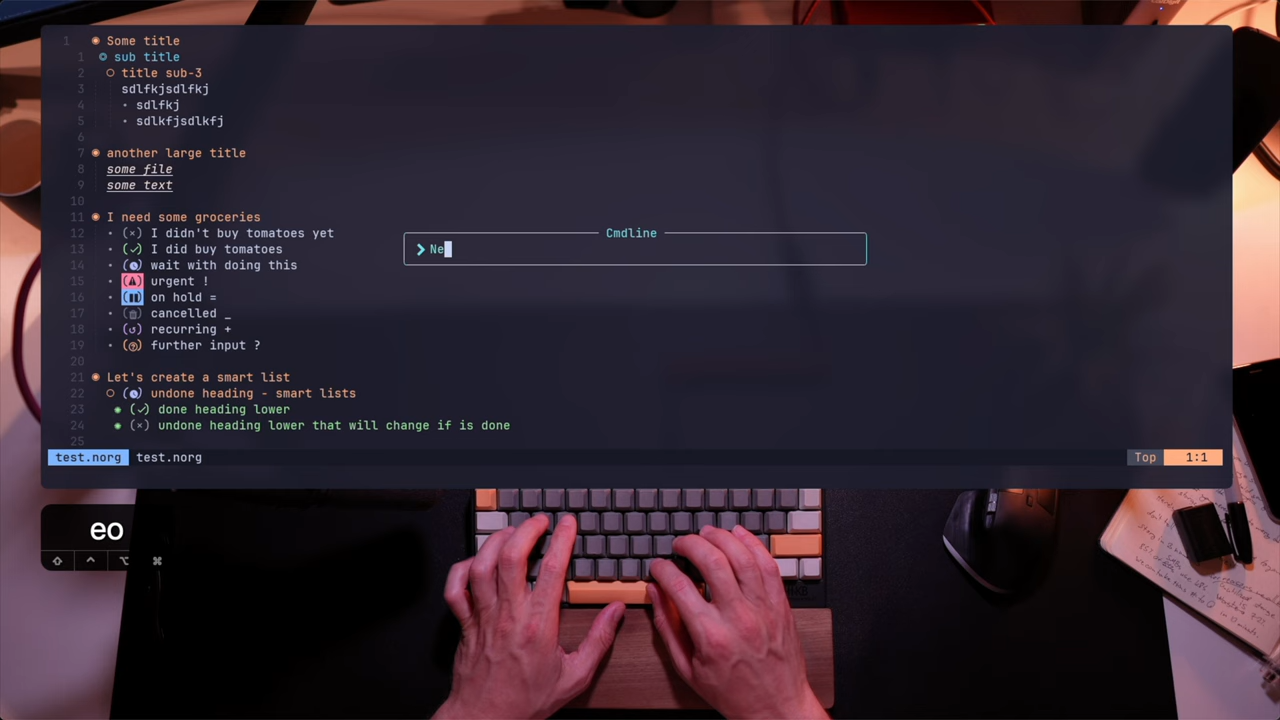 1 Some title
1 sub title
2 title sub-3
3 sdlfkjsdlfkj
4 • sdlfkj
5 • sdlkfjsdlkfj
6
7 another large title
8 some file
9 some text
10
11 I need some groceries
12 • (×) I didn't buy tomatoes yet
13 • (✓) I did buy tomatoes
14 • wait with doing this
15 • urgent !
16 • on hold =
17 • cancelled _
18 • (↺) recurring +
19 • (?) further input ?
20
21 Let's create a smart list
22 undone heading - smart lists
23 (✓) done heading lower
24 (×) undone heading lower that will change if is done
25
Cmdline
Ne
test.norg test.norg Top 1:1
eo